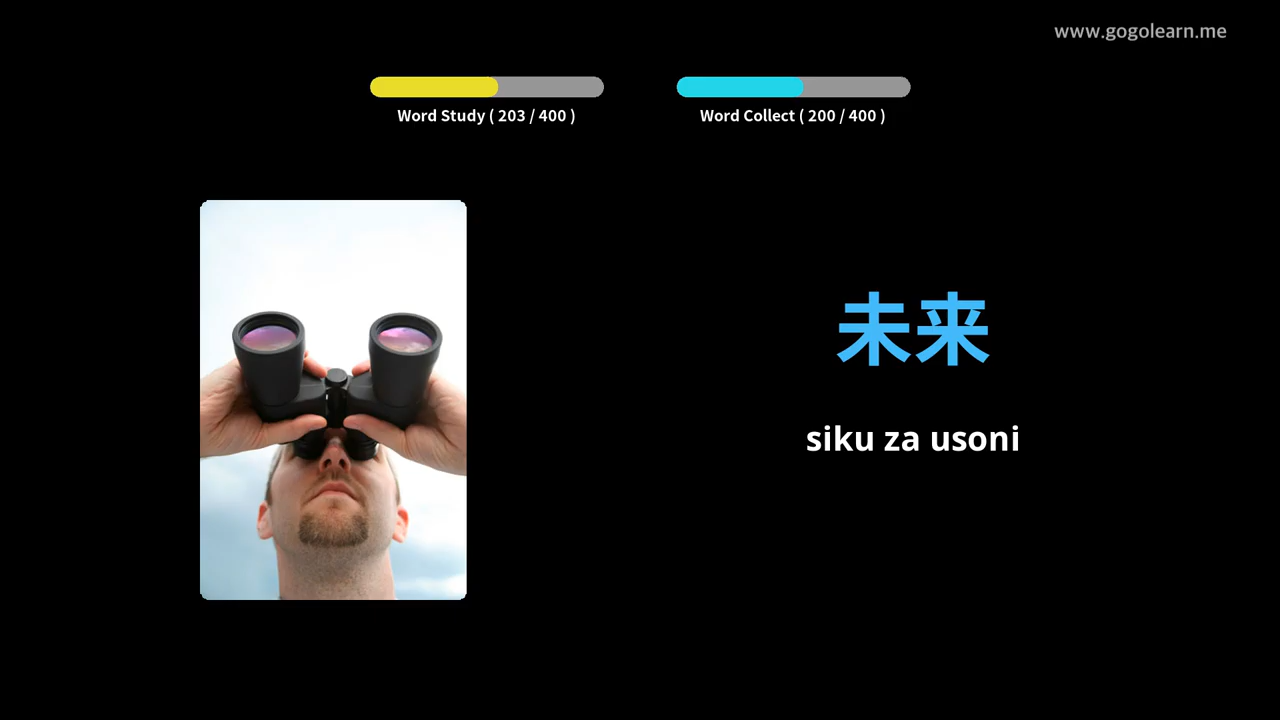 www.gogolearn.me
Word Study ( 203 / 400 )
Word Collect ( 200 / 400 )
未来
siku za usoni